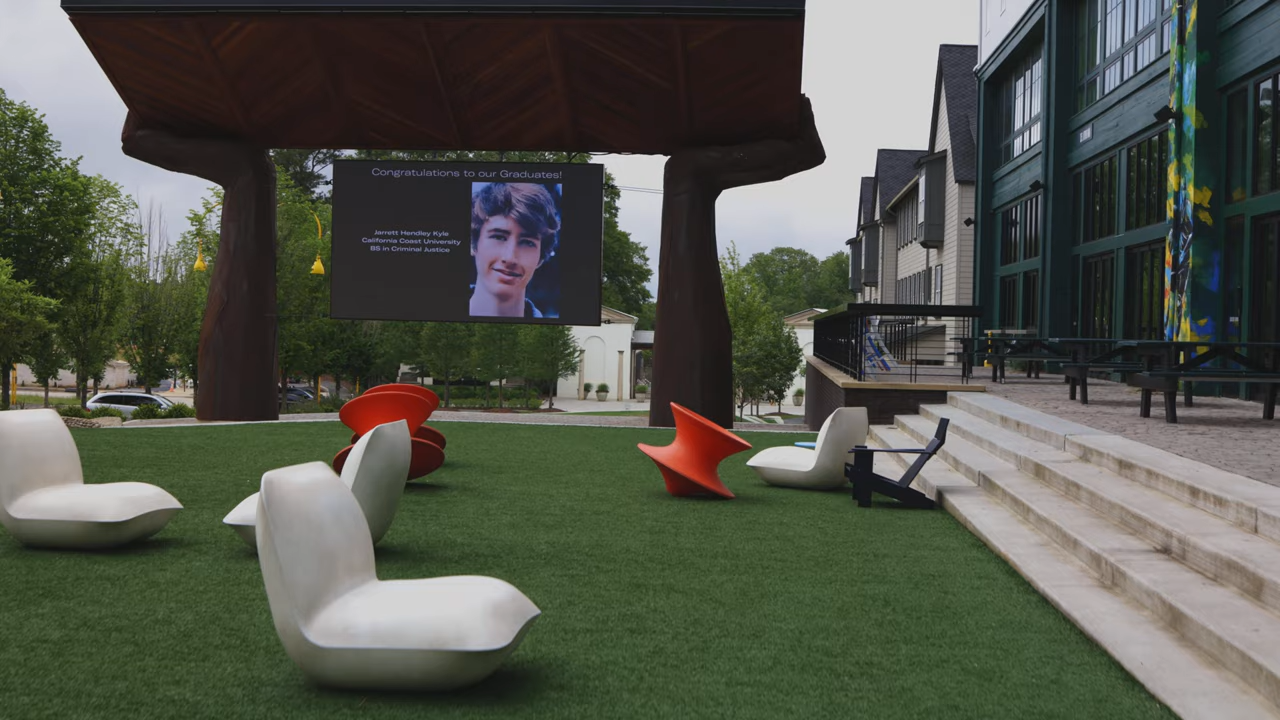 Congratulations to our Graduates!
Jarrett Hendley Kyle
California Coast University
BS in Criminal Justice